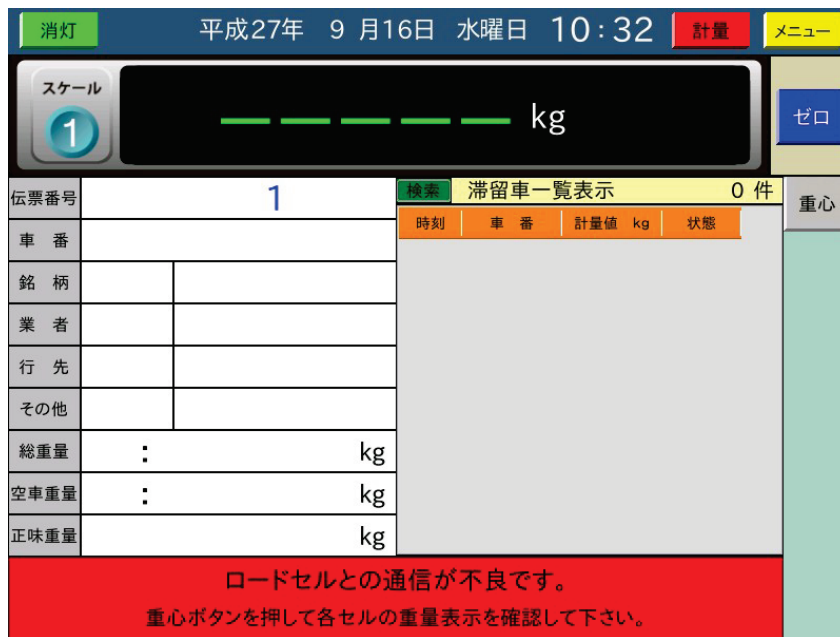 消灯 平成27年 9月16日 水曜日 10:32 計量 メニュー
スケール
1
_ _ _ _ _ kg
ゼロ
重心
伝票番号 1
車 番
銘 柄
業 者
行 先
その他
総重量 : kg
空車重量 : kg
正味重量 kg
検索 滞留車一覧表示 0 件
時刻 車 番 計量値 kg 状態
ロードセルとの通信が不良です。
重心ボタンを押して各セルの重量表示を確認して下さい。